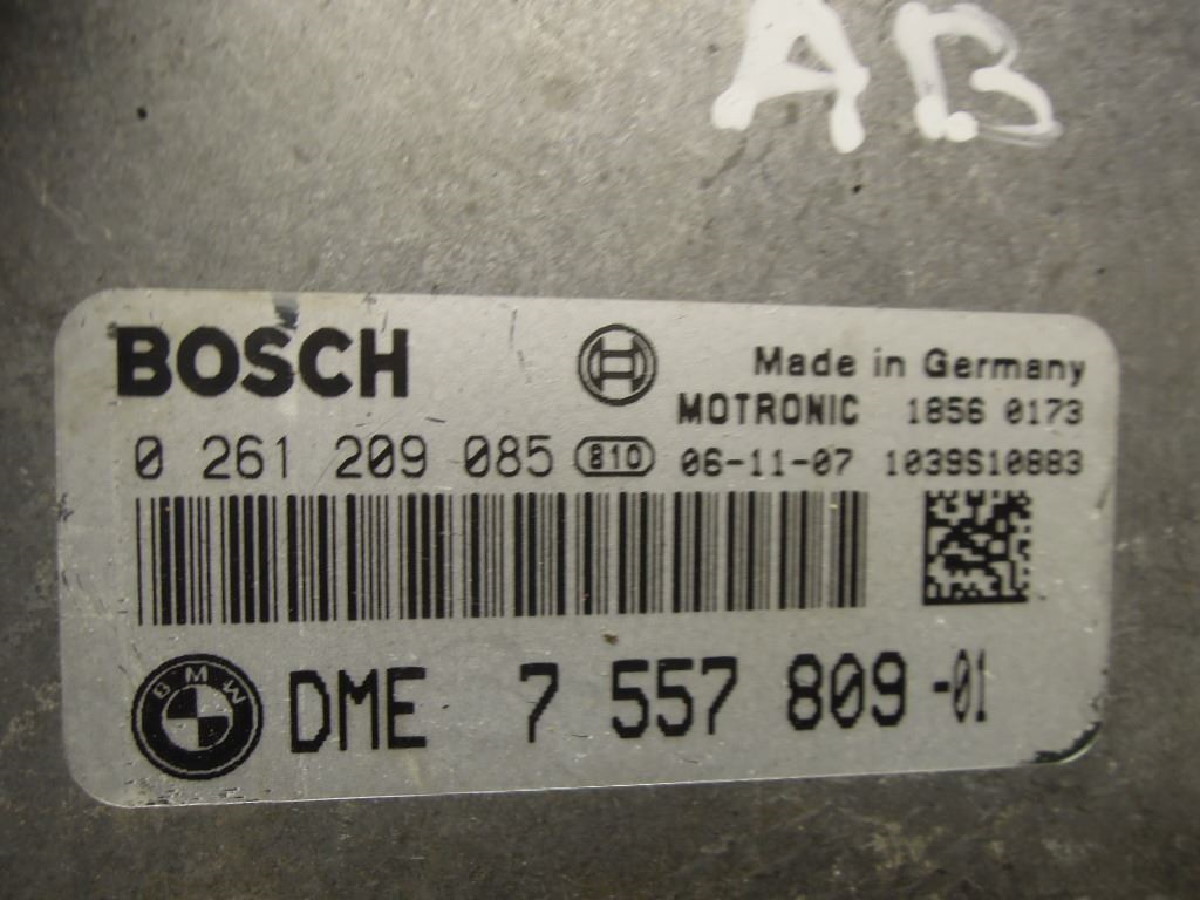 AB
BOSCH
Made in Germany
MOTRONIC 1856 0173
0 261 209 085 810 06-11-07 1039S10883
BMW
DME 7 557 809 -01